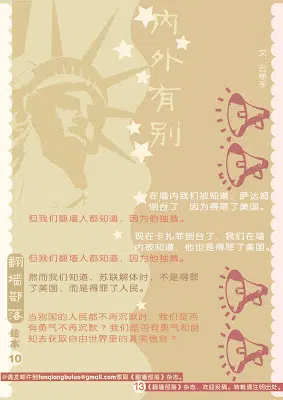 内外有别
在墙内我们被知道，萨达姆
倒台了，因为得罪了美国。
但我们翻墙人都知道，因为他独裁。
现在卡扎菲倒台了，我们在墙
内被知道，他也是得罪了美国。
但我们翻墙人都知道，因为他独裁。
然而我们知道，苏联解体时，不是得罪
了美国，而是得罪了人民。
当别国的人民都不再沉默时，我们是否
有勇气不再沉默？我们是否有勇气和良
知去获取自由世界里的真实信息？
翻墙部落
绘本
10
※请发邮件到fanqiangbuluo@gmail.com索取《翻墙部落》杂志。
13
《翻墙部落》杂志，欢迎投稿。转载请注明出处。